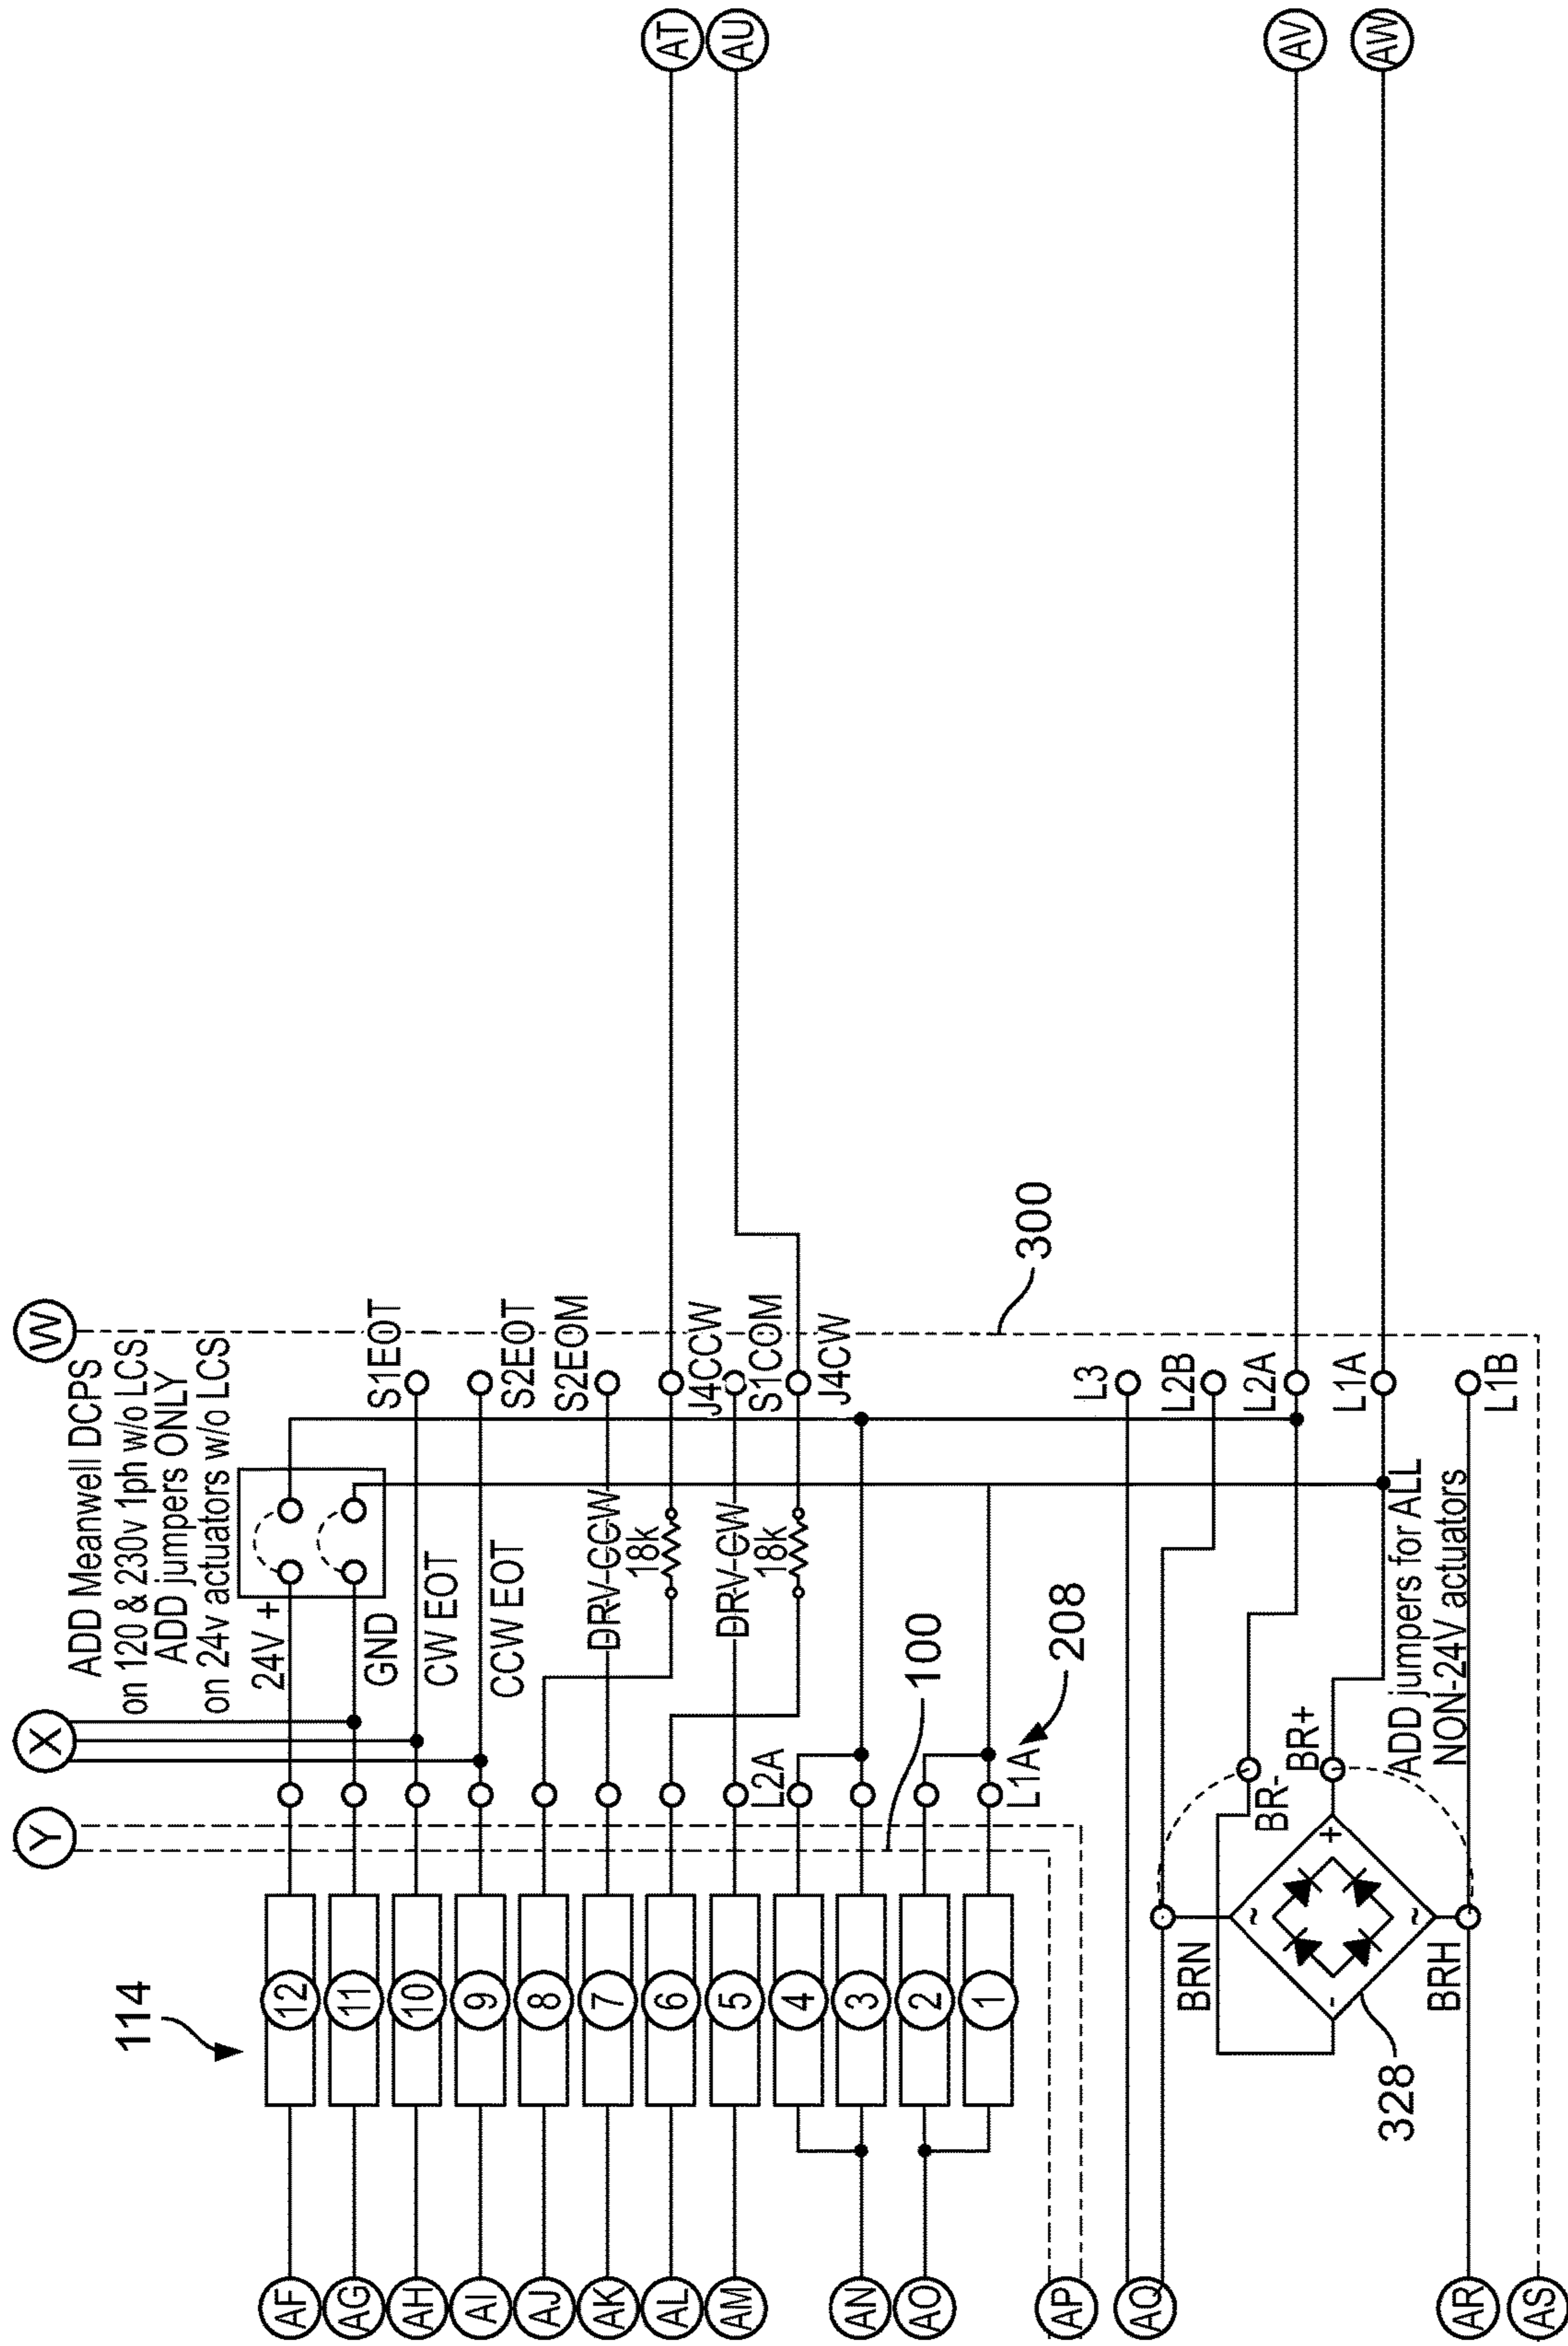 AT
AU
AV
AW
W
X
Y
ADD Meanwell DCPS
on 120 & 230v 1ph w/o LCS
ADD jumpers ONLY
on 24v actuators w/o LCS
24V +
GND
CW EOT
CCW EOT
S1EOT
S2EOT
S2EOM
J4CCW
S1COM
J4CW
DRV-CCW
18k
DRV-CW
18k
300
100
208
L2A
L1A
L3
L2B
L2A
L1A
L1B
ADD jumpers for ALL
NON-24V actuators
BR-
BR+
+
~
~
-
BRN
BRH
328
114
12
11
10
9
8
7
6
5
4
3
2
1
AF
AG
AH
AI
AJ
AK
AL
AM
AN
AO
AP
AQ
AR
AS